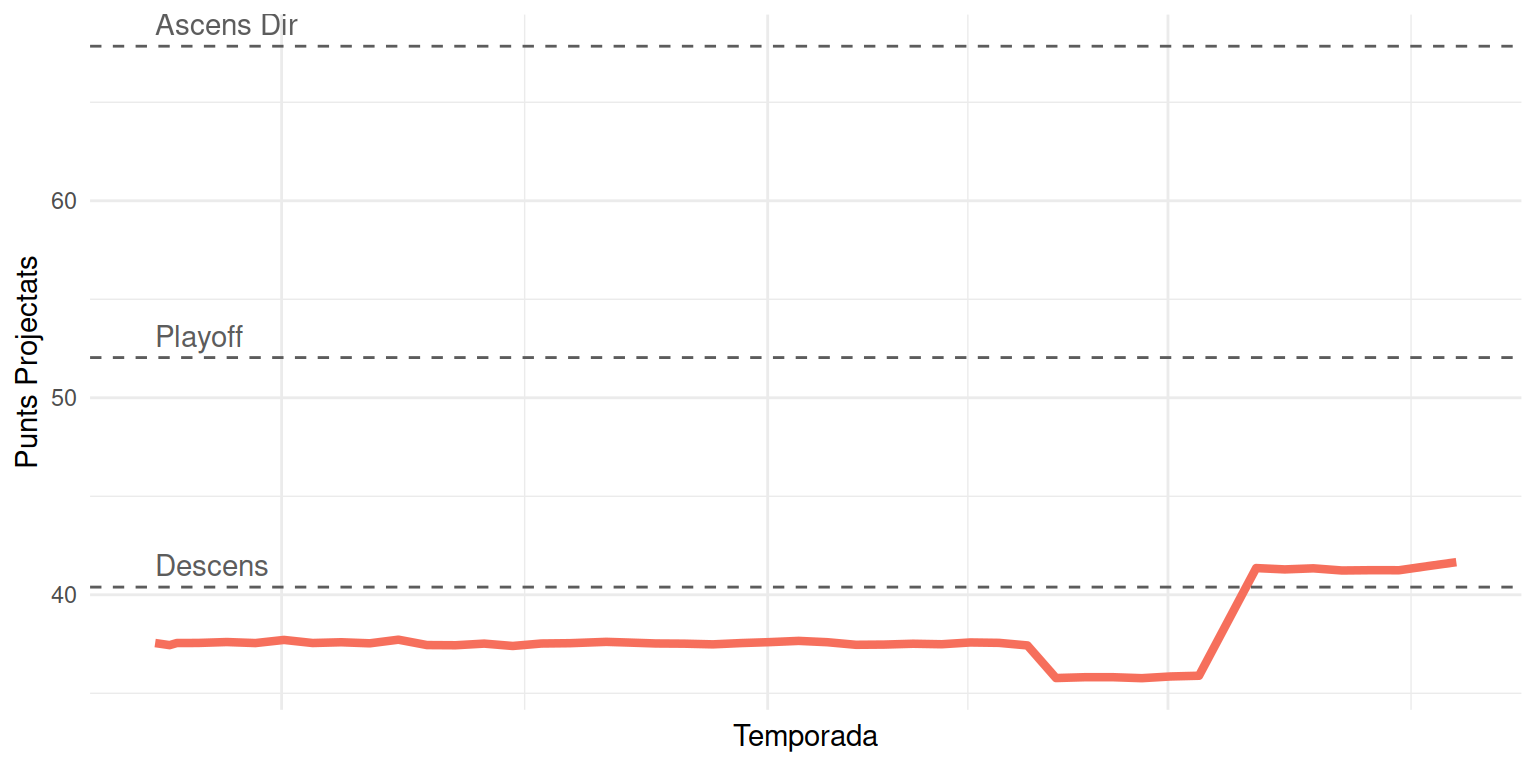 Ascens Dir
60
Playoff
50
Descens
40
Punts Projectats
Temporada